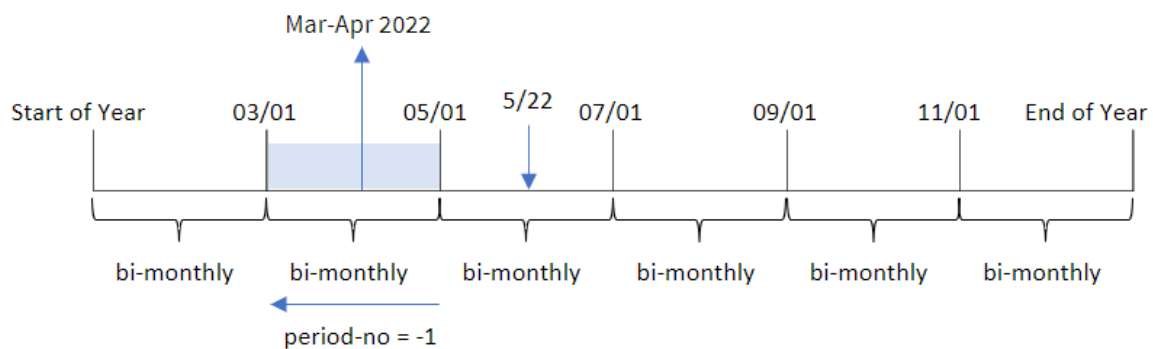 Mar-Apr 2022
Start of Year
03/01
05/01
5/22
07/01
09/01
11/01
End of Year
bi-monthly
bi-monthly
bi-monthly
bi-monthly
bi-monthly
bi-monthly
period-no = -1